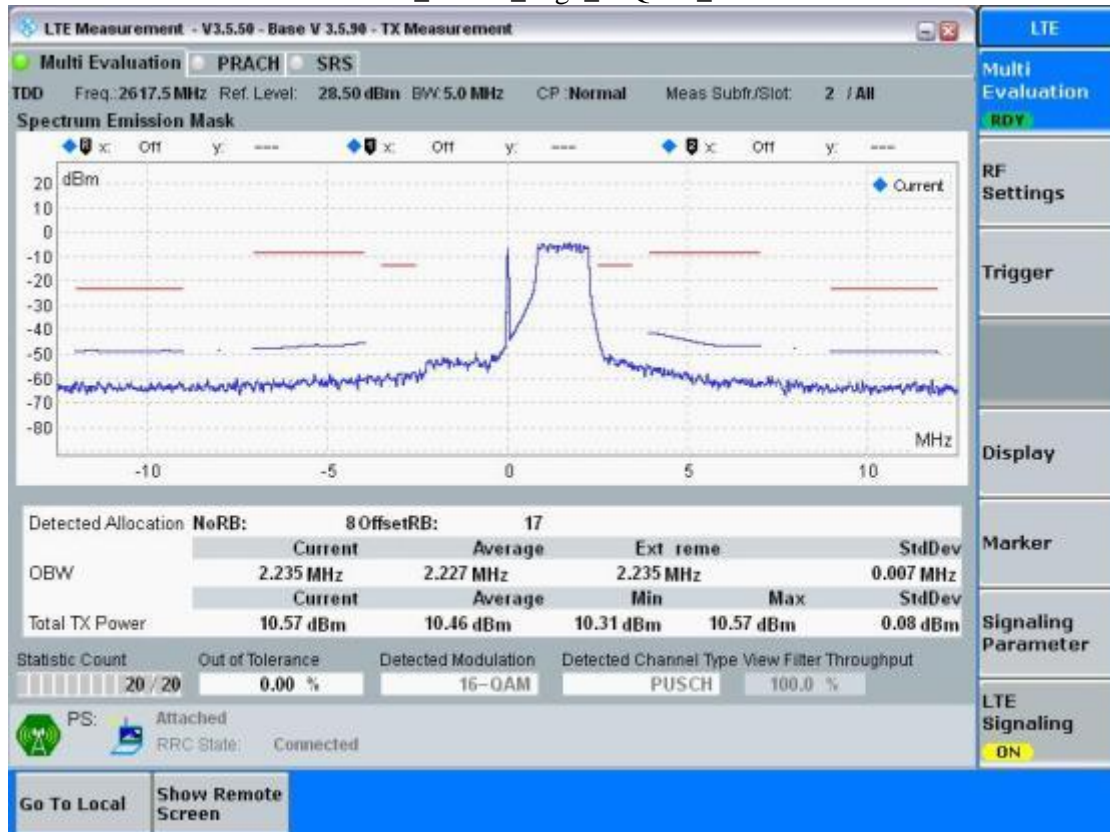 LTE Measurement - V3.5.50 - Base V 3.5.90 - TX Measurement
LTE
Multi Evaluation PRACH SRS
Multi Evaluation
RDY
TDD Freq.:2617.5 MHz Ref. Level: 28.50 dBm BW:5.0 MHz CP :Normal Meas Subfr./Slot: 2 / All
Spectrum Emission Mask
x: Off y: --- x: Off y: --- x: Off y: ---
dBm
Current
20
10
0
-10
-20
-30
-40
-50
-60
-70
-80
MHz
-10 -5 0 5 10
RF Settings
Trigger
Display
Marker
Signaling Parameter
LTE Signaling
ON
Detected Allocation NoRB: 8 OffsetRB: 17
Current Average Ext reme StdDev
OBW 2.235 MHz 2.227 MHz 2.235 MHz 0.007 MHz
Current Average Min Max StdDev
Total TX Power 10.57 dBm 10.46 dBm 10.31 dBm 10.57 dBm 0.08 dBm
Statistic Count Out of Tolerance Detected Modulation Detected Channel Type View Filter Throughput
20 / 20 0.00 % 16-QAM PUSCH 100.0 %
PS: Attached
RRC State: Connected
Go To Local
Show Remote Screen